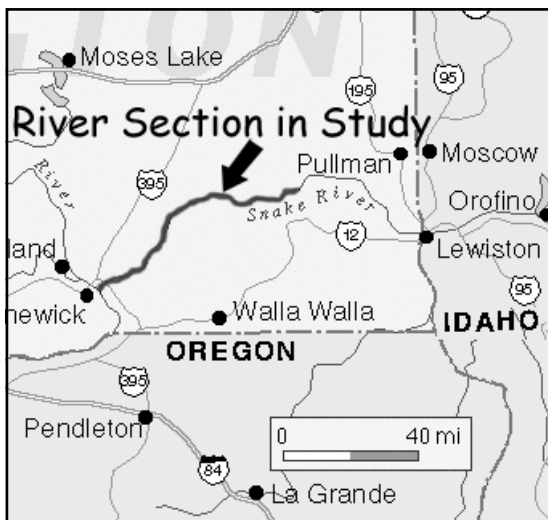 LTON
Moses Lake
95
195
River Section in Study
Pullman
Moscow
395
River
Snake River
Orofino
12
land
Lewiston
newick
95
Walla Walla
IDAHO
OREGON
395
Pendleton
0 40 mi
84
La Grande